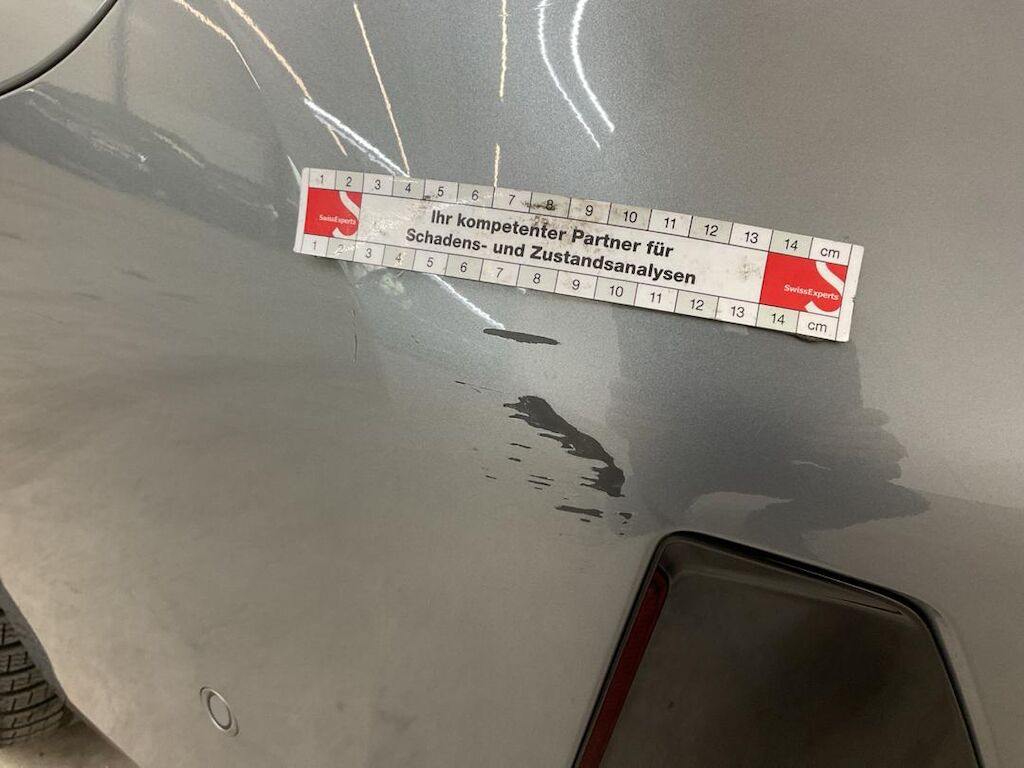 1 2 3 4 5 6 7 8 9 10 11 12 13 14 cm
SwissExperts
Ihr kompetenter Partner für
Schadens- und Zustandsanalysen
SwissExperts
1 2 3 4 5 6 7 8 9 10 11 12 13 14 cm